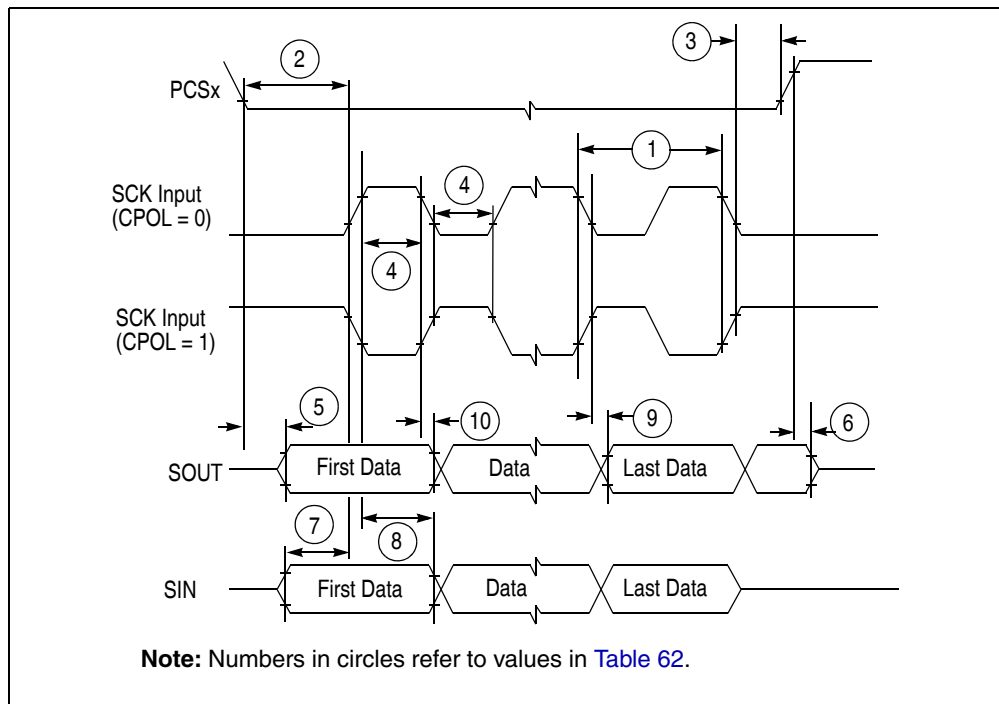 3
2
PCSx
1
SCK Input
(CPOL = 0)
4
4
SCK Input
(CPOL = 1)
5
10
9
6
SOUT
First Data
Data
Last Data
7
8
SIN
First Data
Data
Last Data
Note: Numbers in circles refer to values in Table 62.